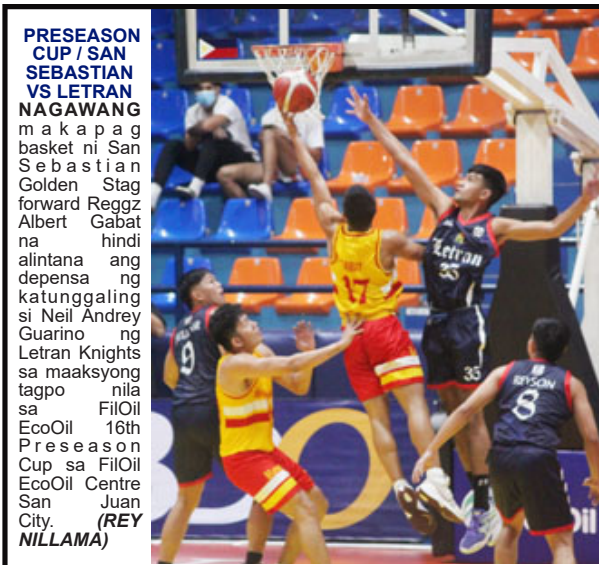 PRESEASON
CUP / SAN
SEBASTIAN
VS LETRAN
NAGAWANG
makapag
basket ni San
Sebastian
Golden Stag
forward Reggz
Albert Gabat
na hindi
alintana ang
depensa ng
katunggaling
si Neil Andrey
Guarino ng
Letran Knights
sa maaksyong
tagpo nila
sa FilOil
EcoOil 16th
Preseason
Cup sa FilOil
EcoOil Centre
San Juan
City. (REY
NILLAMA)
17
Letran
35
35
9
REYSON
8